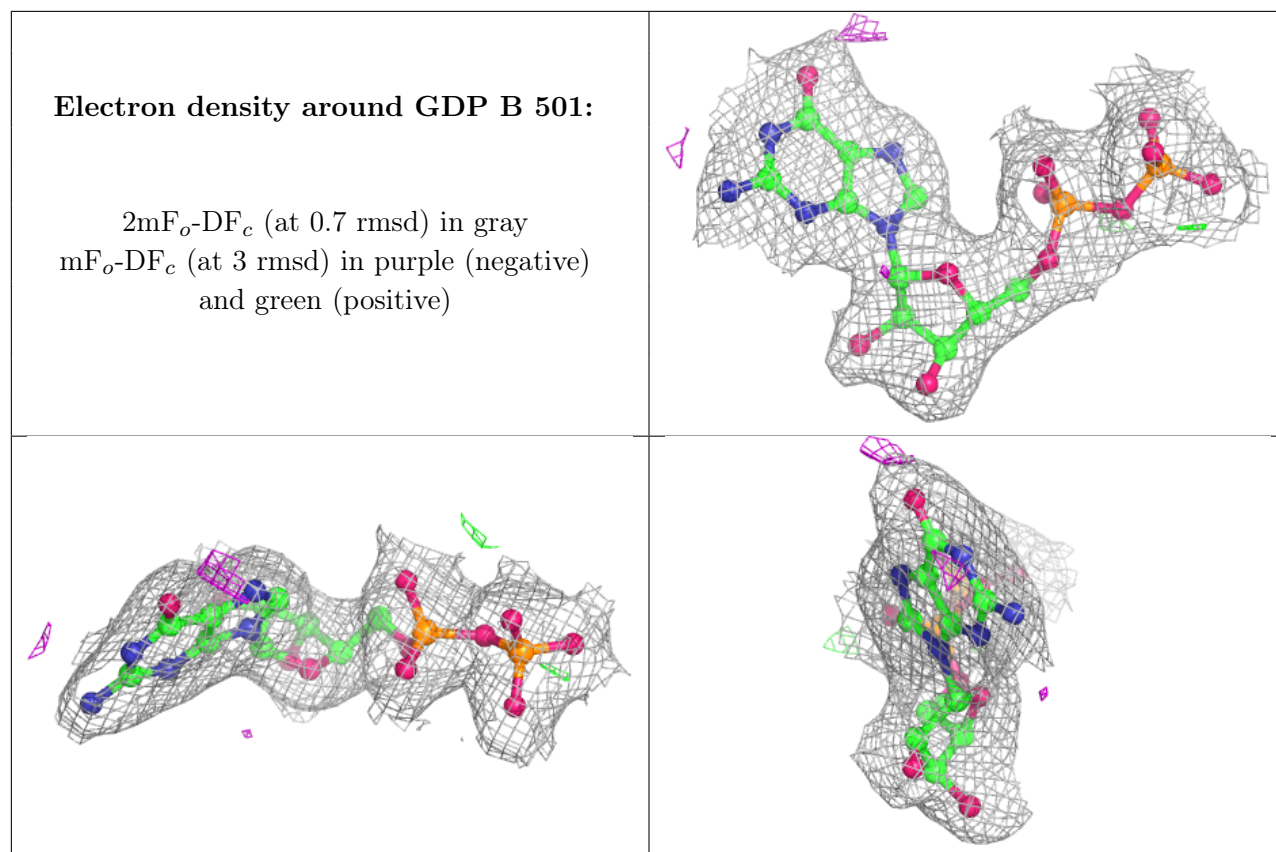 Electron density around GDP B 501:
2mFo-DFc (at 0.7 rmsd) in gray
mFo-DFc (at 3 rmsd) in purple (negative)
and green (positive)